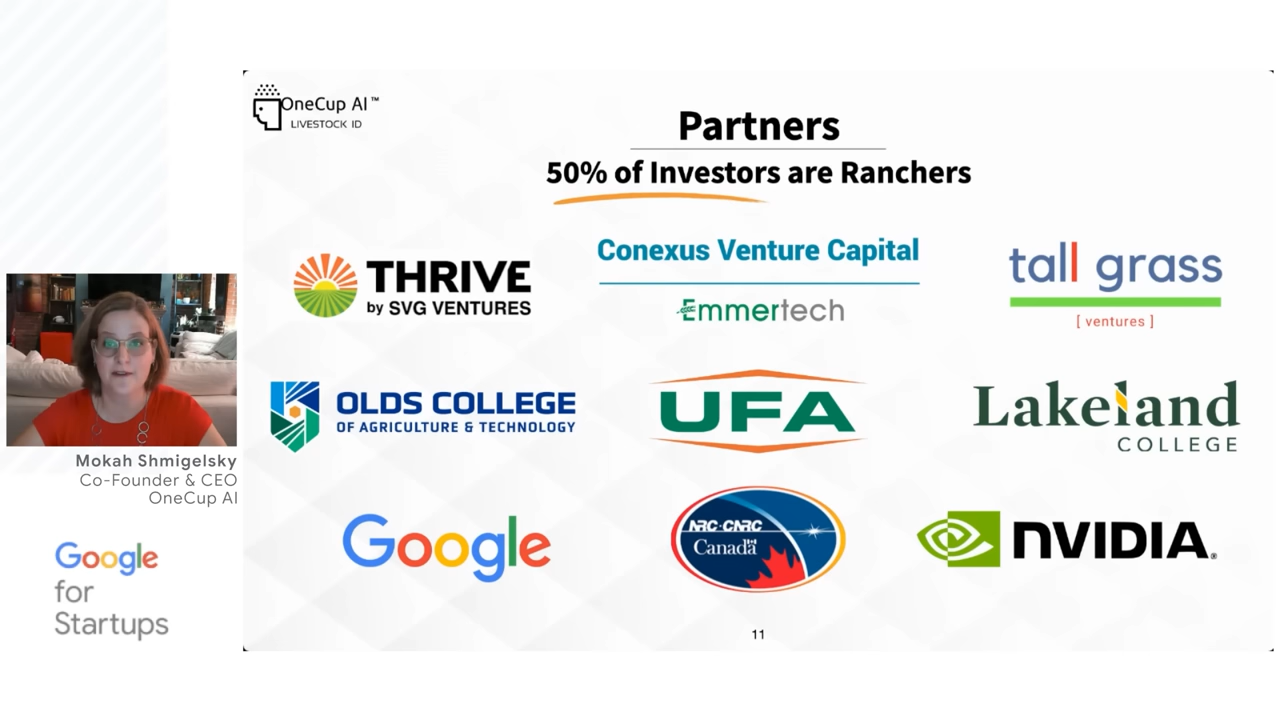 OneCup AI™
LIVESTOCK ID
Partners
50% of Investors are Ranchers
THRIVE
by SVG VENTURES
Conexus Venture Capital
Emmertech
tall grass
[ ventures ]
OLDS COLLEGE
OF AGRICULTURE & TECHNOLOGY
UFA
Lakeland
COLLEGE
Google
NRC·CNRC
Canada
NVIDIA
11
Mokah Shmigelsky
Co-Founder & CEO
OneCup AI
Google
for
Startups